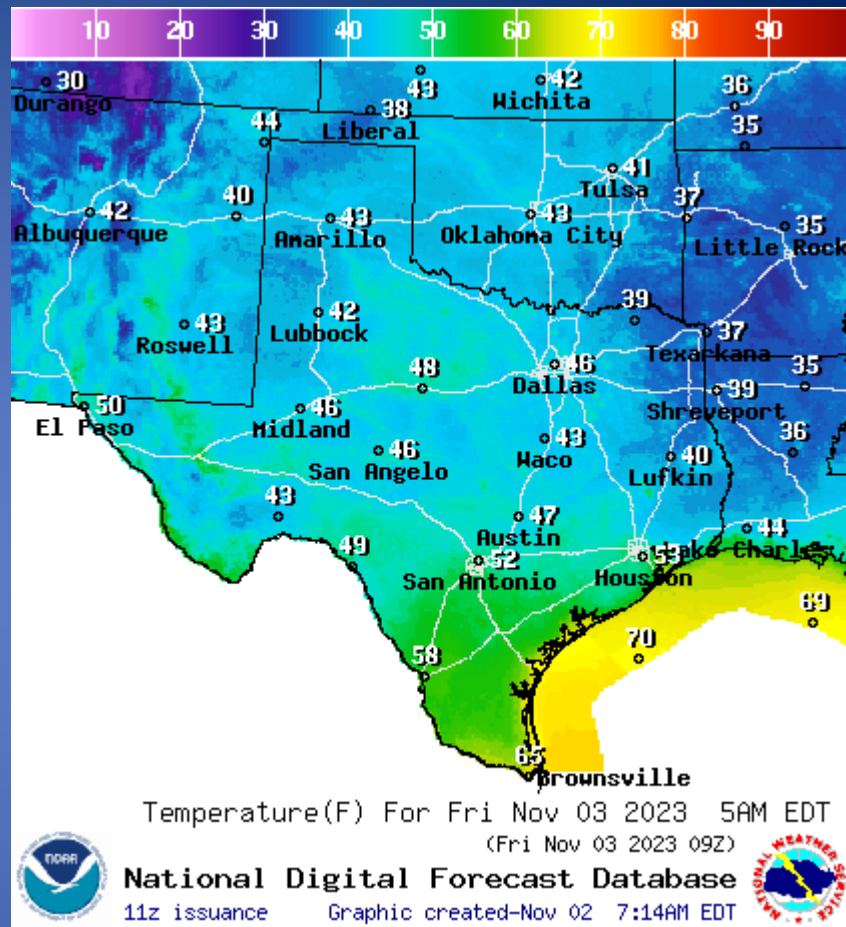 10 20 30 40 50 60 70 80 90
30
Durango
43
42
Wichita
36
38
Liberal
44
35
41
Tulsa
42
Albuquerque
40
43
Amarillo
43
Oklahoma City
37
35
Little Rock
43
Roswell
42
Lubbock
39
37
Texarkana
48
46
Dallas
35
50
El Paso
46
Midland
39
Shreveport
46
San Angelo
43
Waco
40
Lufkin
36
43
47
Austin
44
Lake Charles
49
52
San Antonio
53
Houston
69
58
70
65
Brownsville
Temperature(F) For Fri Nov 03 2023 5AM EDT
(Fri Nov 03 2023 09Z)
NOAA
National Digital Forecast Database
11z issuance Graphic created-Nov 02 7:14AM EDT
NATIONAL WEATHER SERVICE